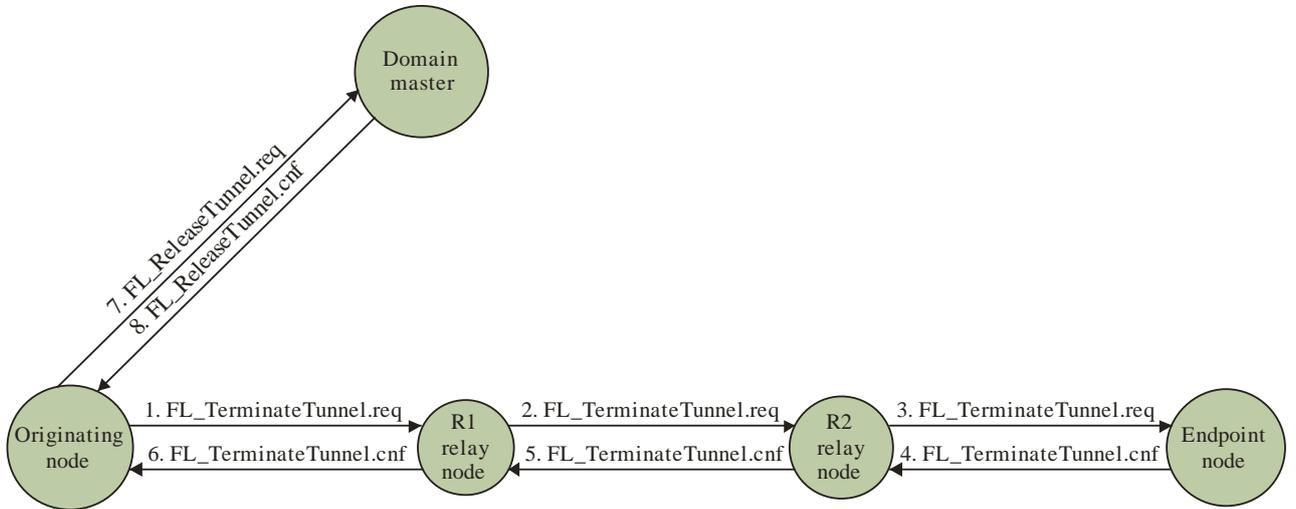 Domain
master
7. FL_ReleaseTunnel.req
8. FL_ReleaseTunnel.cnf
Originating
node
1. FL_TerminateTunnel.req
6. FL_TerminateTunnel.cnf
R1
relay
node
2. FL_TerminateTunnel.req
5. FL_TerminateTunnel.cnf
R2
relay
node
3. FL_TerminateTunnel.req
4. FL_TerminateTunnel.cnf
Endpoint
node